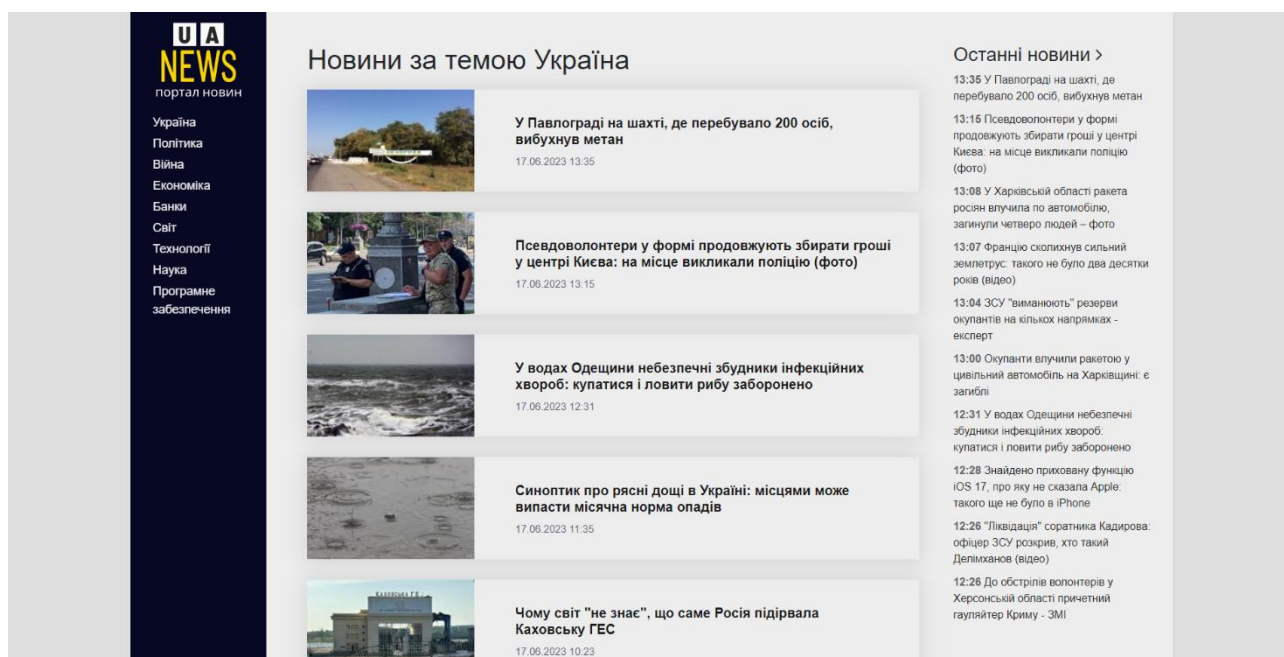 UA
NEWS
портал новин
Україна
Політика
Війна
Економіка
Банки
Світ
Технології
Наука
Програмне
забезпечення
Новини за темою Україна
У Павлограді на шахті, де перебувало 200 осіб,
вибухнув метан
17.06.2023 13:35
Псевдоволонтери у формі продовжують збирати гроші
у центрі Києва: на місце викликали поліцію (фото)
17.06.2023 13:15
У водах Одещини небезпечні збудники інфекційних
хвороб: купатися і ловити рибу заборонено
17.06.2023 12:31
Синоптик про рясні дощі в Україні: місцями може
випасти місячна норма опадів
17.06.2023 11:35
КАХОВСЬКА ГЕС
Чому світ "не знає", що саме Росія підірвала
Каховську ГЕС
17.06.2023 10:23
Останні новини >
13:35 У Павлограді на шахті, де
перебувало 200 осіб, вибухнув метан
13:15 Псевдоволонтери у формі
продовжують збирати гроші у центрі
Києва: на місце викликали поліцію
(фото)
13:08 У Харківській області ракета
росіян влучила по автомобілю,
загинули четверо людей – фото
13:07 Францію сколихнув сильний
землетрус: такого не було два десятки
років (відео)
13:04 ЗСУ "виманюють" резерви
окупантів на кількох напрямках -
експерт
13:00 Окупанти влучили ракетою у
цивільний автомобіль на Харківщині: є
загиблі
12:31 У водах Одещини небезпечні
збудники інфекційних хвороб:
купатися і ловити рибу заборонено
12:28 Знайдено приховану функцію
iOS 17, про яку не сказала Apple:
такого ще не було в iPhone
12:26 "Ліквідація" соратника Кадирова:
офіцер ЗСУ розкрив, хто такий
Делімханов (відео)
12:26 До обстрілів волонтерів у
Херсонській області причетний
гауляйтер Криму - ЗМІ